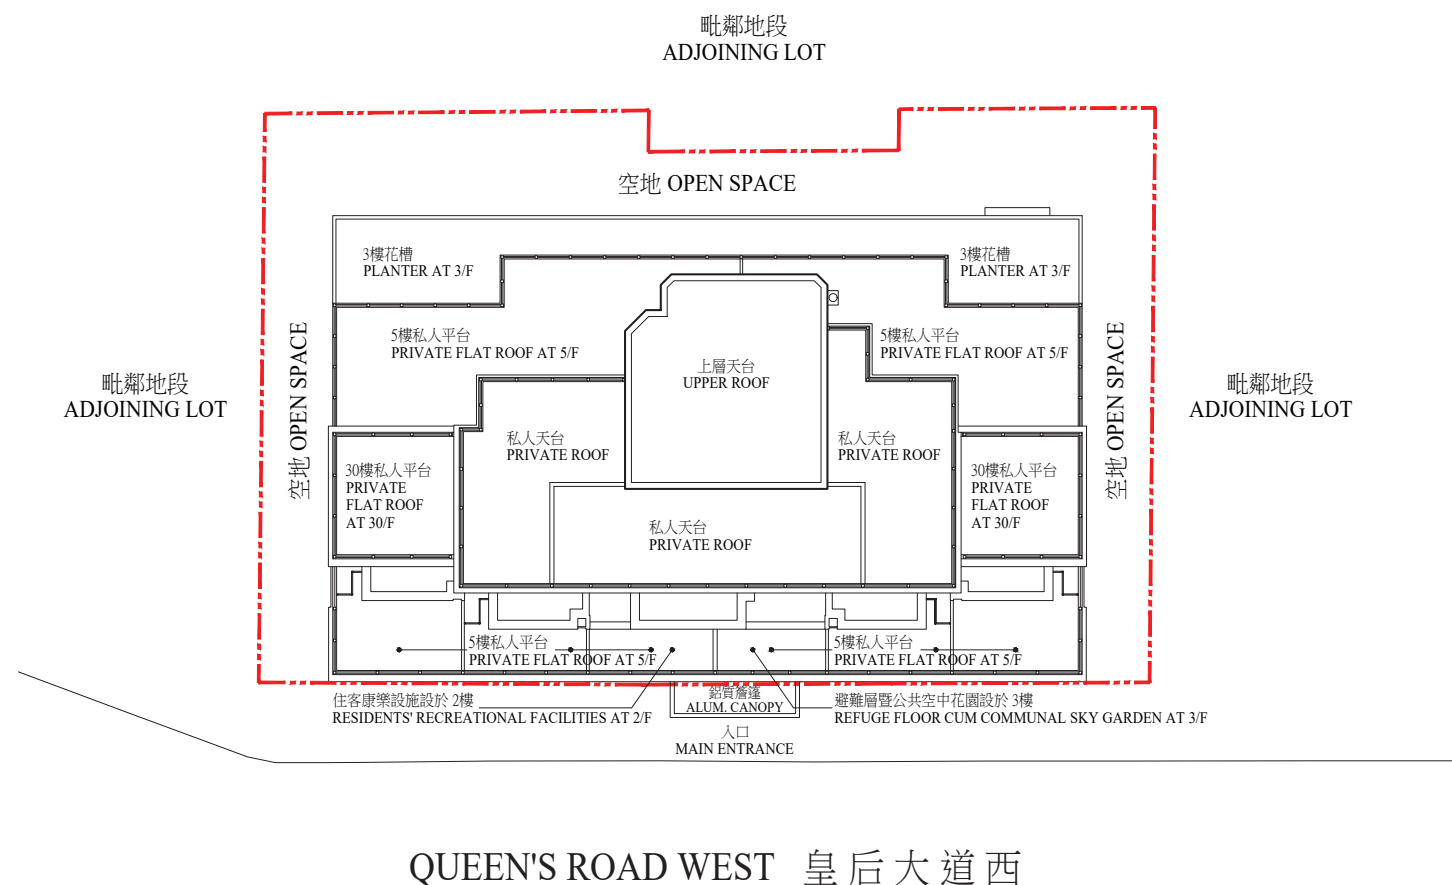 毗鄰地段
ADJOINING LOT
空地 OPEN SPACE
3樓花槽
PLANTER AT 3/F
3樓花槽
PLANTER AT 3/F
5樓私人平台
PRIVATE FLAT ROOF AT 5/F
5樓私人平台
PRIVATE FLAT ROOF AT 5/F
上層天台
UPPER ROOF
毗鄰地段
ADJOINING LOT
空地 OPEN SPACE
空地 OPEN SPACE
毗鄰地段
ADJOINING LOT
私人天台
PRIVATE ROOF
私人天台
PRIVATE ROOF
30樓私人平台
PRIVATE
FLAT ROOF
AT 30/F
30樓私人平台
PRIVATE
FLAT ROOF
AT 30/F
私人天台
PRIVATE ROOF
5樓私人平台
PRIVATE FLAT ROOF AT 5/F
5樓私人平台
PRIVATE FLAT ROOF AT 5/F
住客康樂設施設於 2樓
RESIDENTS' RECREATIONAL FACILITIES AT 2/F
鋁質簷篷
ALUM. CANOPY
避難層暨公共空中花園設於 3樓
REFUGE FLOOR CUM COMMUNAL SKY GARDEN AT 3/F
入口
MAIN ENTRANCE
QUEEN'S ROAD WEST 皇后大道西